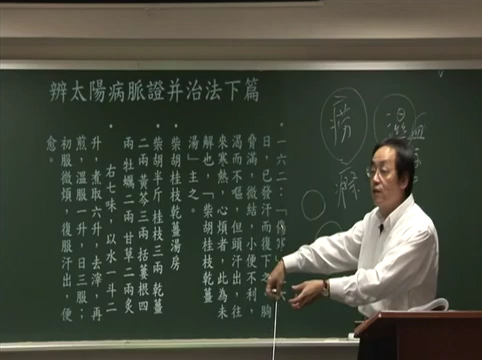 辨太陽病脈證并治法下篇
一六二：「傷
日，已發汗而復下之，胸
脅滿，微結，小便不利，
渴而不嘔，但頭汗出，往
來寒熱，心煩者，此為未
解也，「柴胡桂枝乾薑
湯」主之。
柴胡桂枝乾薑湯方
柴胡半斤 桂枝三兩 乾薑
二兩 黃芩三兩 括蔞根四
兩 牡蠣二兩 甘草二兩炙
右七味，以水一斗二
升，煮取六升，去滓，再
煎，溫服一升，日三服；
初服微煩，復服汗出，便
愈。